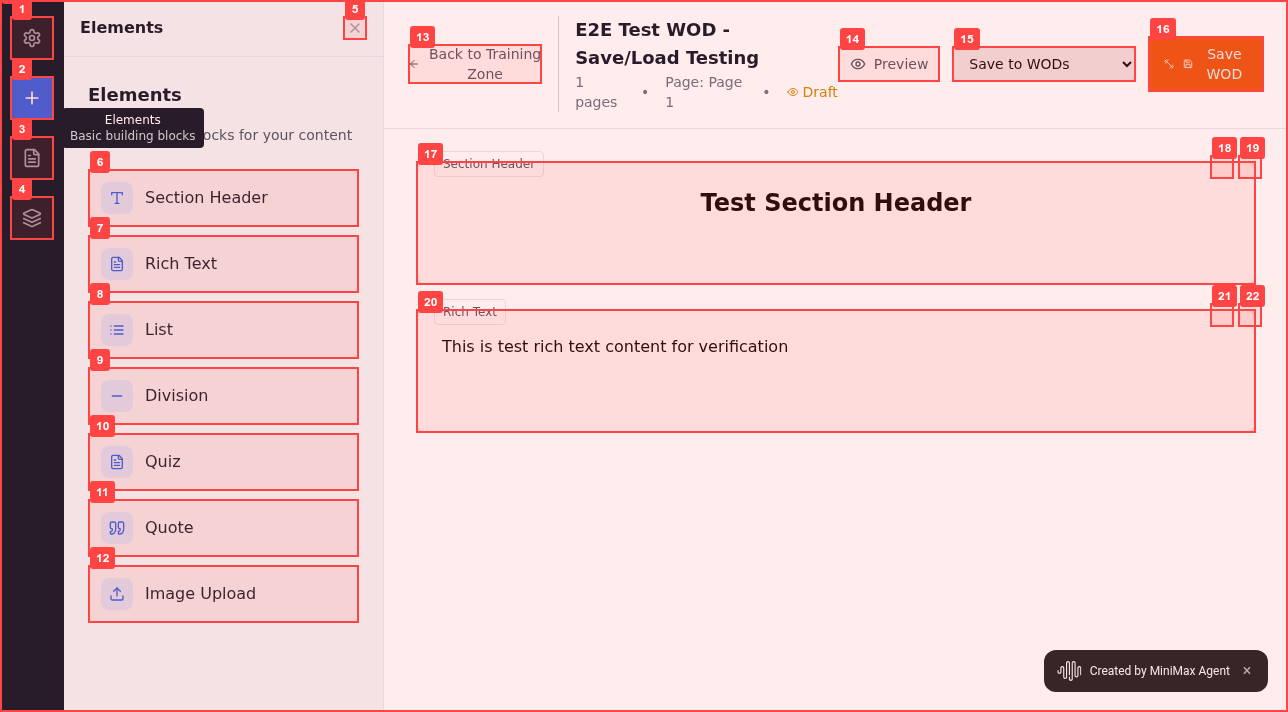 1
2
3
4
Elements
5
Elements
Elements
Basic building blocks
ocks for your content
6
Section Header
7
Rich Text
8
List
9
Division
10
Quiz
11
Quote
12
Image Upload
13
Back to Training
Zone
E2E Test WOD -
Save/Load Testing
1
pages
•
Page: Page
1
•
Draft
14
Preview
15
Save to WODs
16
Save
WOD
17
Section Header
18
19
Test Section Header
20
Rich Text
21
22
This is test rich text content for verification
Created by MiniMax Agent
×